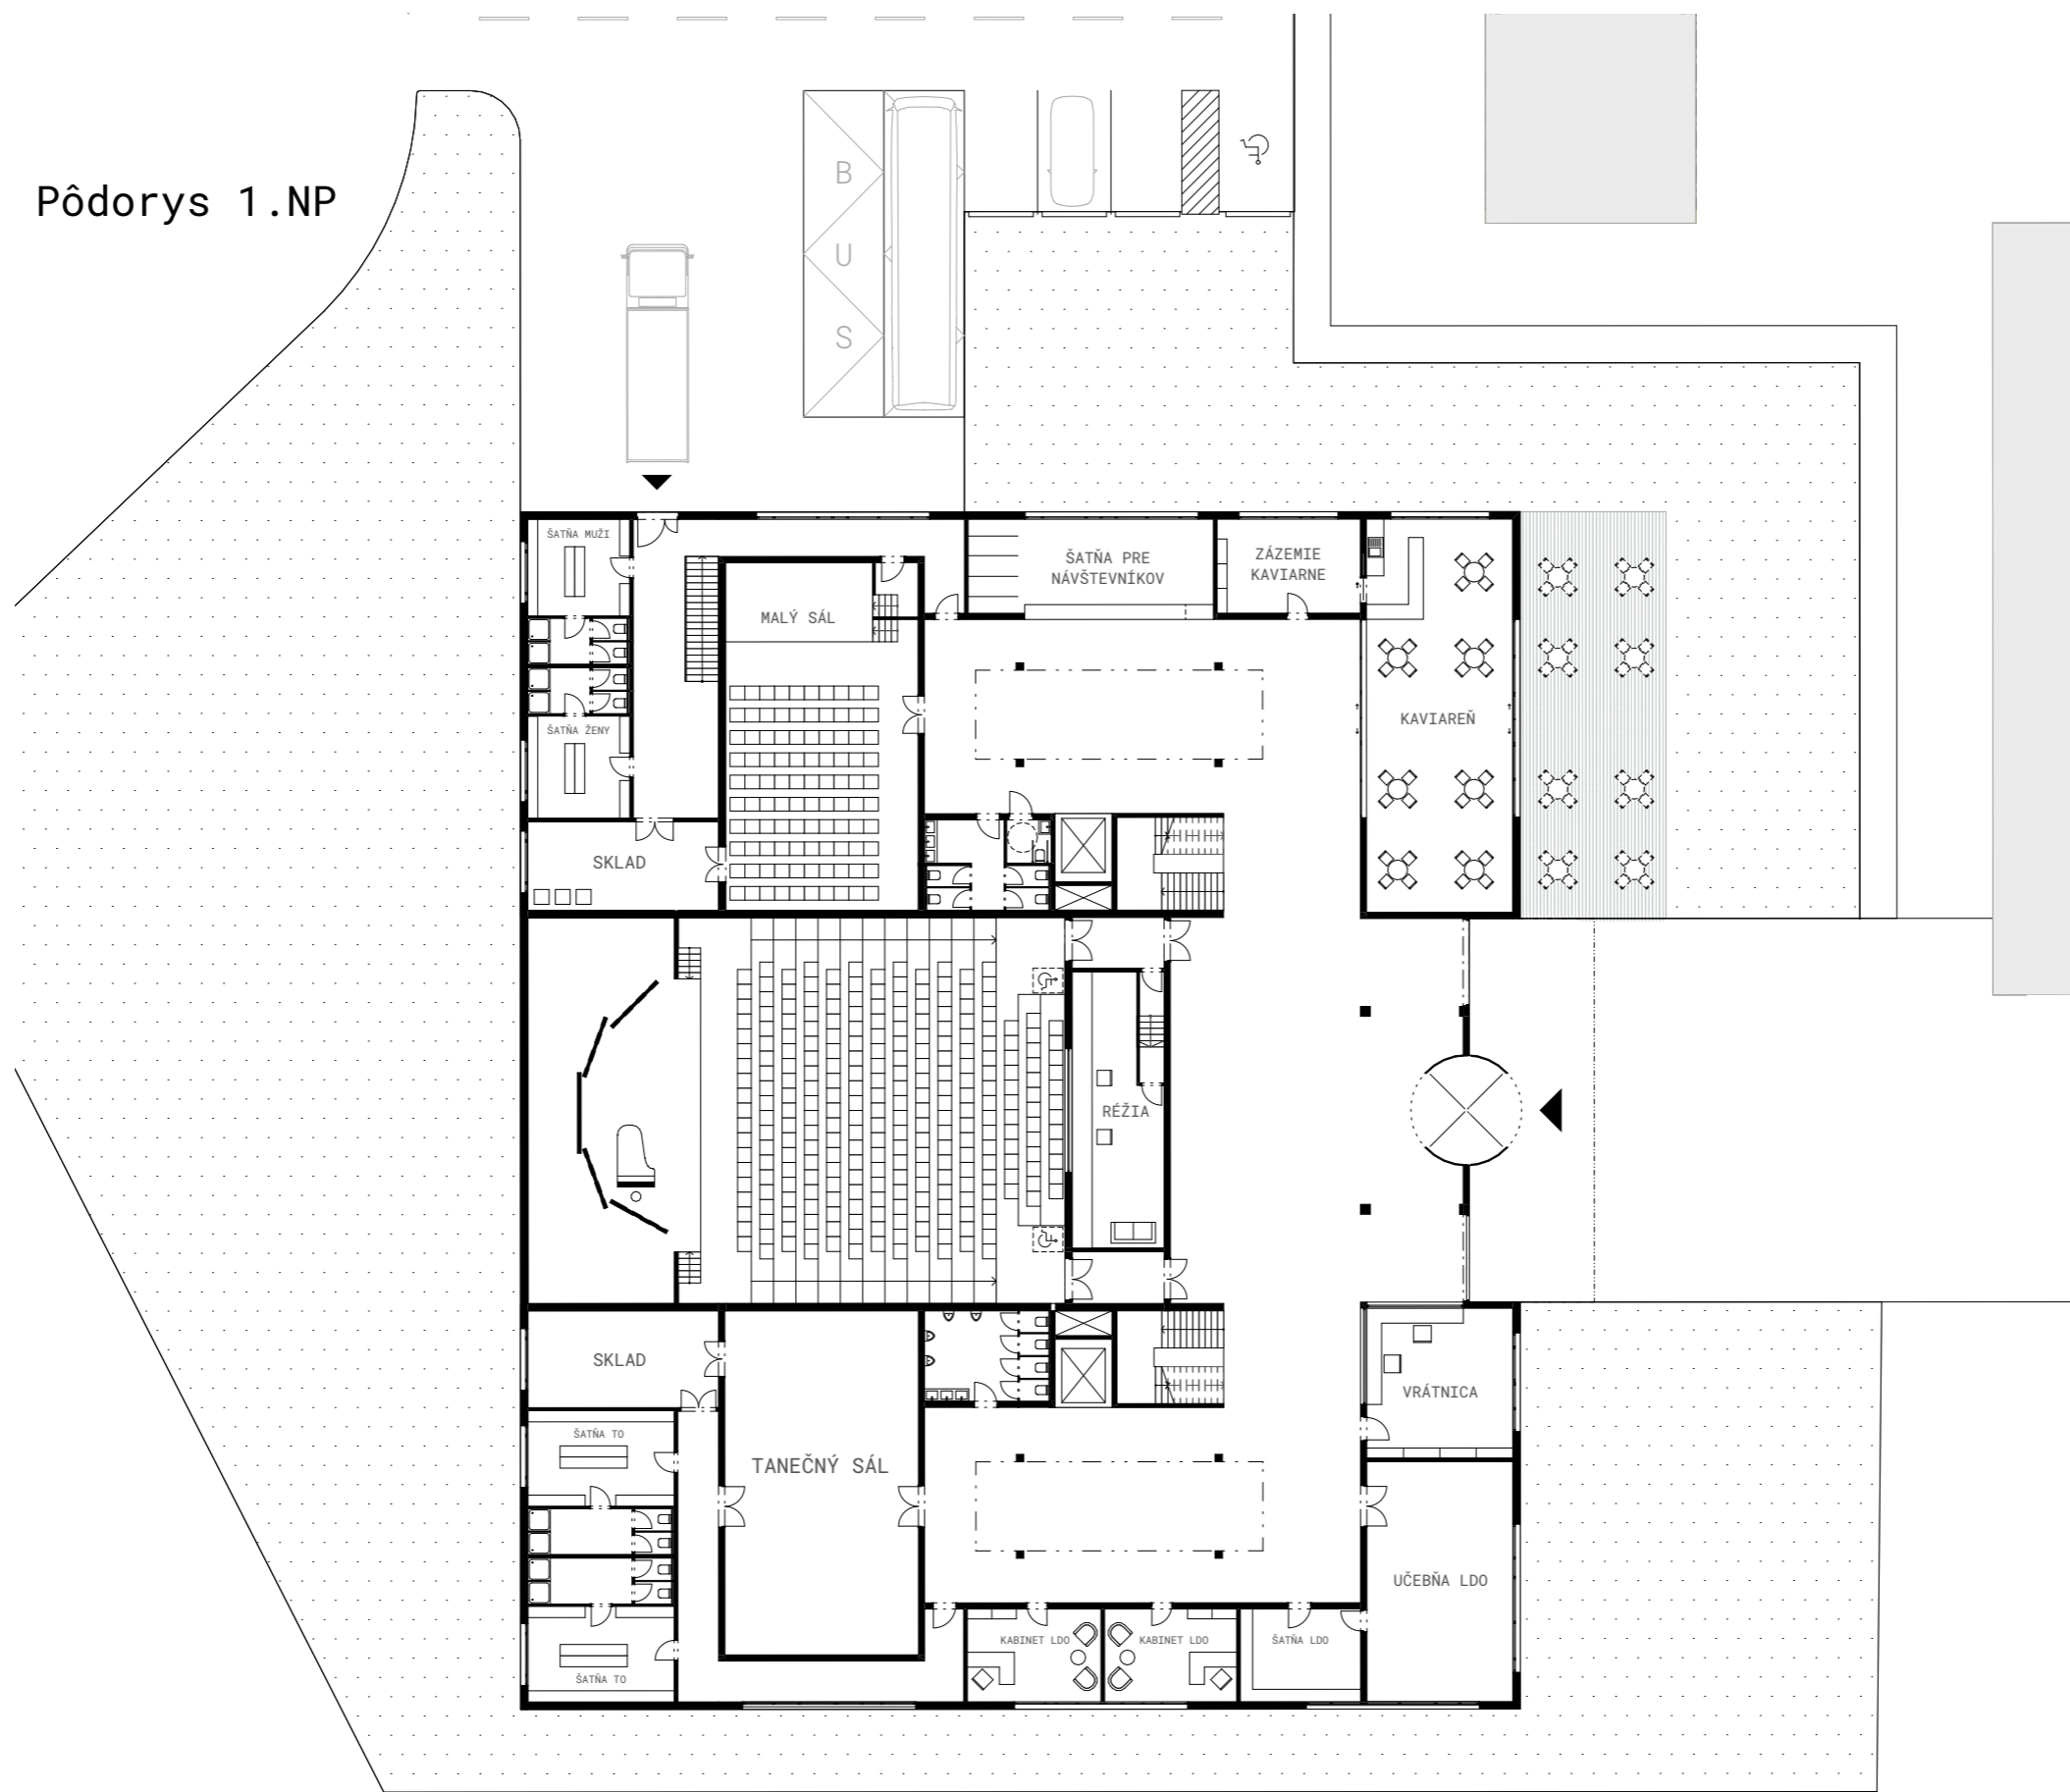 Pôdorys 1.NP
B
U
S
ŠATŇA MUŽI
ŠATŇA PRE
NÁVŠTEVNÍKOV
ZÁZEMIE
KAVIARNE
MALÝ SÁL
ŠATŇA ŽENY
KAVIAREŇ
SKLAD
RÉŽIA
SKLAD
VRÁTNICA
ŠATŇA TO
TANEČNÝ SÁL
UČEBŇA LDO
KABINET LDO
KABINET LDO
ŠATŇA LDO
ŠATŇA TO